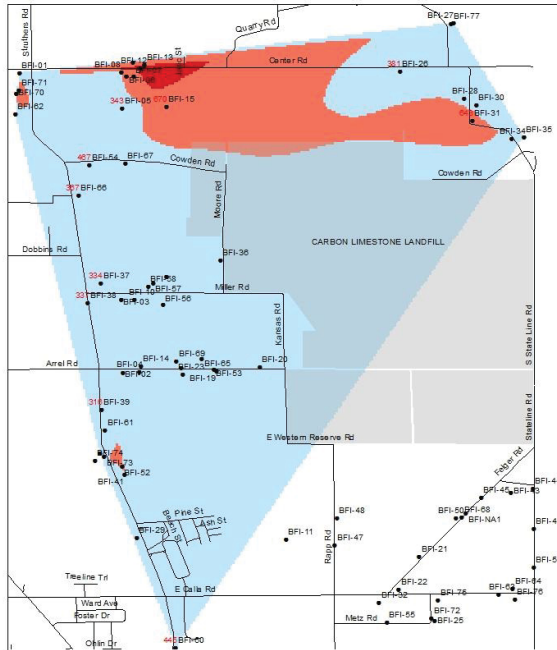 BFI-27 BFI-77
Quarry Rd
Struthers Rd
BFI-13
BFI-12
BFI-01
BFI-08
Center Rd
381 BFI-26
BFI-71
BFI-70
BFI-62
343 BFI-05
670 BFI-15
BFI-28
BFI-30
BFI-31
BFI-34
BFI-35
467 BFI-54
BFI-67
Cowden Rd
Cowden Rd
367 BFI-66
Moore Rd
Dobbins Rd
CARBON LIMESTONE LANDFILL
BFI-36
334 BFI-37
BFI-57
Miller Rd
BFI-38
BFI-03
BFI-56
Kansas Rd
S State Line Rd
BFI-14
BFI-69
BFI-65
BFI-20
Arrel Rd
BFI-04
BFI-23
BFI-02
BFI-19
BFI-53
BFI-39
Stateline Rd
BFI-61
E Western Reserve Rd
BFI-74
BFI-73
BFI-52
BFI-41
Felger Rd
Pine St
Ash St
Beech St
BFI-29
BFI-11
BFI-48
BFI-47
Rapp Rd
BFI-50
BFI-68
BFI-NA1
BFI-21
Treeline Trl
E Calla Rd
BFI-22
BFI-64
Ward Ave
BFI-75
BFI-76
Foster Dr
Metz Rd
BFI-55
BFI-72
BFI-25
Ohlin Dr
BFI-60